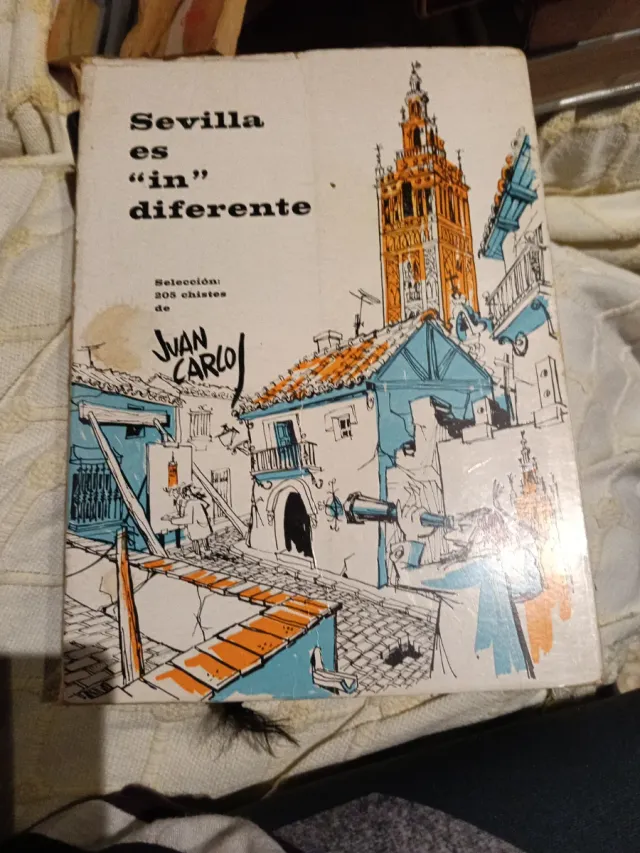 Sevilla
es
“in”
diferente
Selección:
205 chistes
de
JUAN
CARLOS